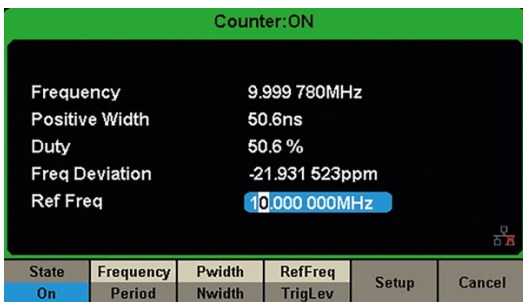 Counter:ON
Frequency 9.999 780MHz
Positive Width 50.6ns
Duty 50.6 %
Freq Deviation -21.931 523ppm
Ref Freq 10.000 000MHz
State Frequency Pwidth RefFreq Setup Cancel
On Period Nwidth TrigLev